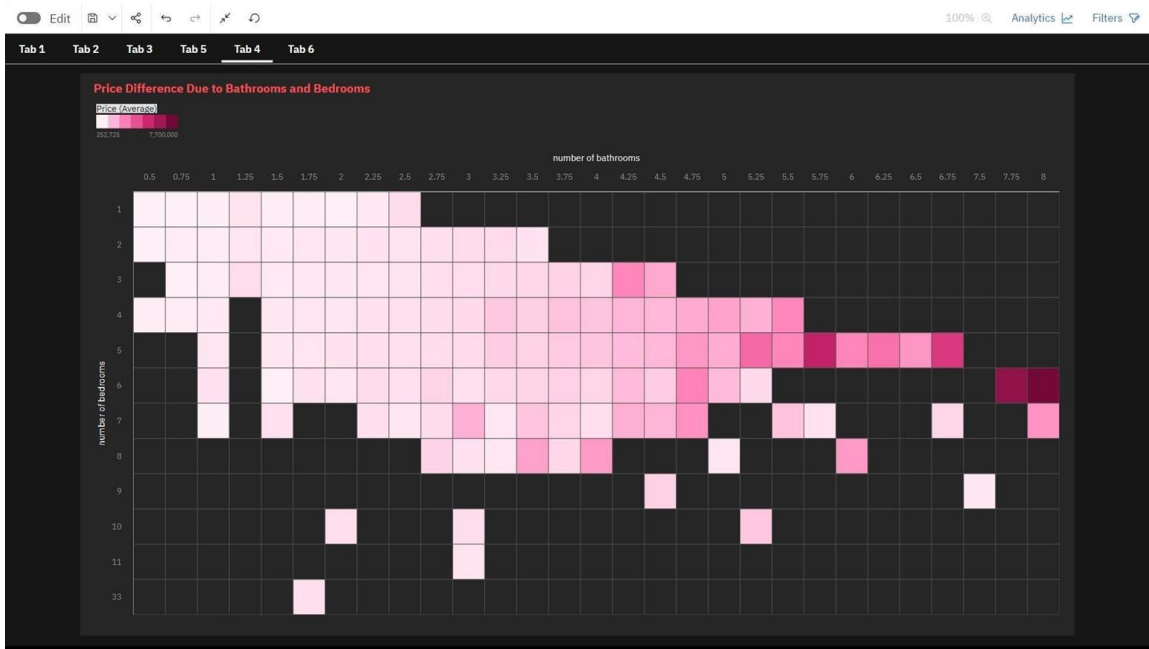 Edit 100% Analytics Filters
Tab 1 Tab 2 Tab 3 Tab 5 Tab 4 Tab 6
Price Difference Due to Bathrooms and Bedrooms
Price (Average)
252,725 7,700,000
number of bathrooms
0.5 0.75 1 1.25 1.5 1.75 2 2.25 2.5 2.75 3 3.25 3.5 3.75 4 4.25 4.5 4.75 5 5.25 5.5 5.75 6 6.25 6.5 6.75 7.5 7.75 8
number of bedrooms
1
2
3
4
5
6
7
8
9
10
11
33